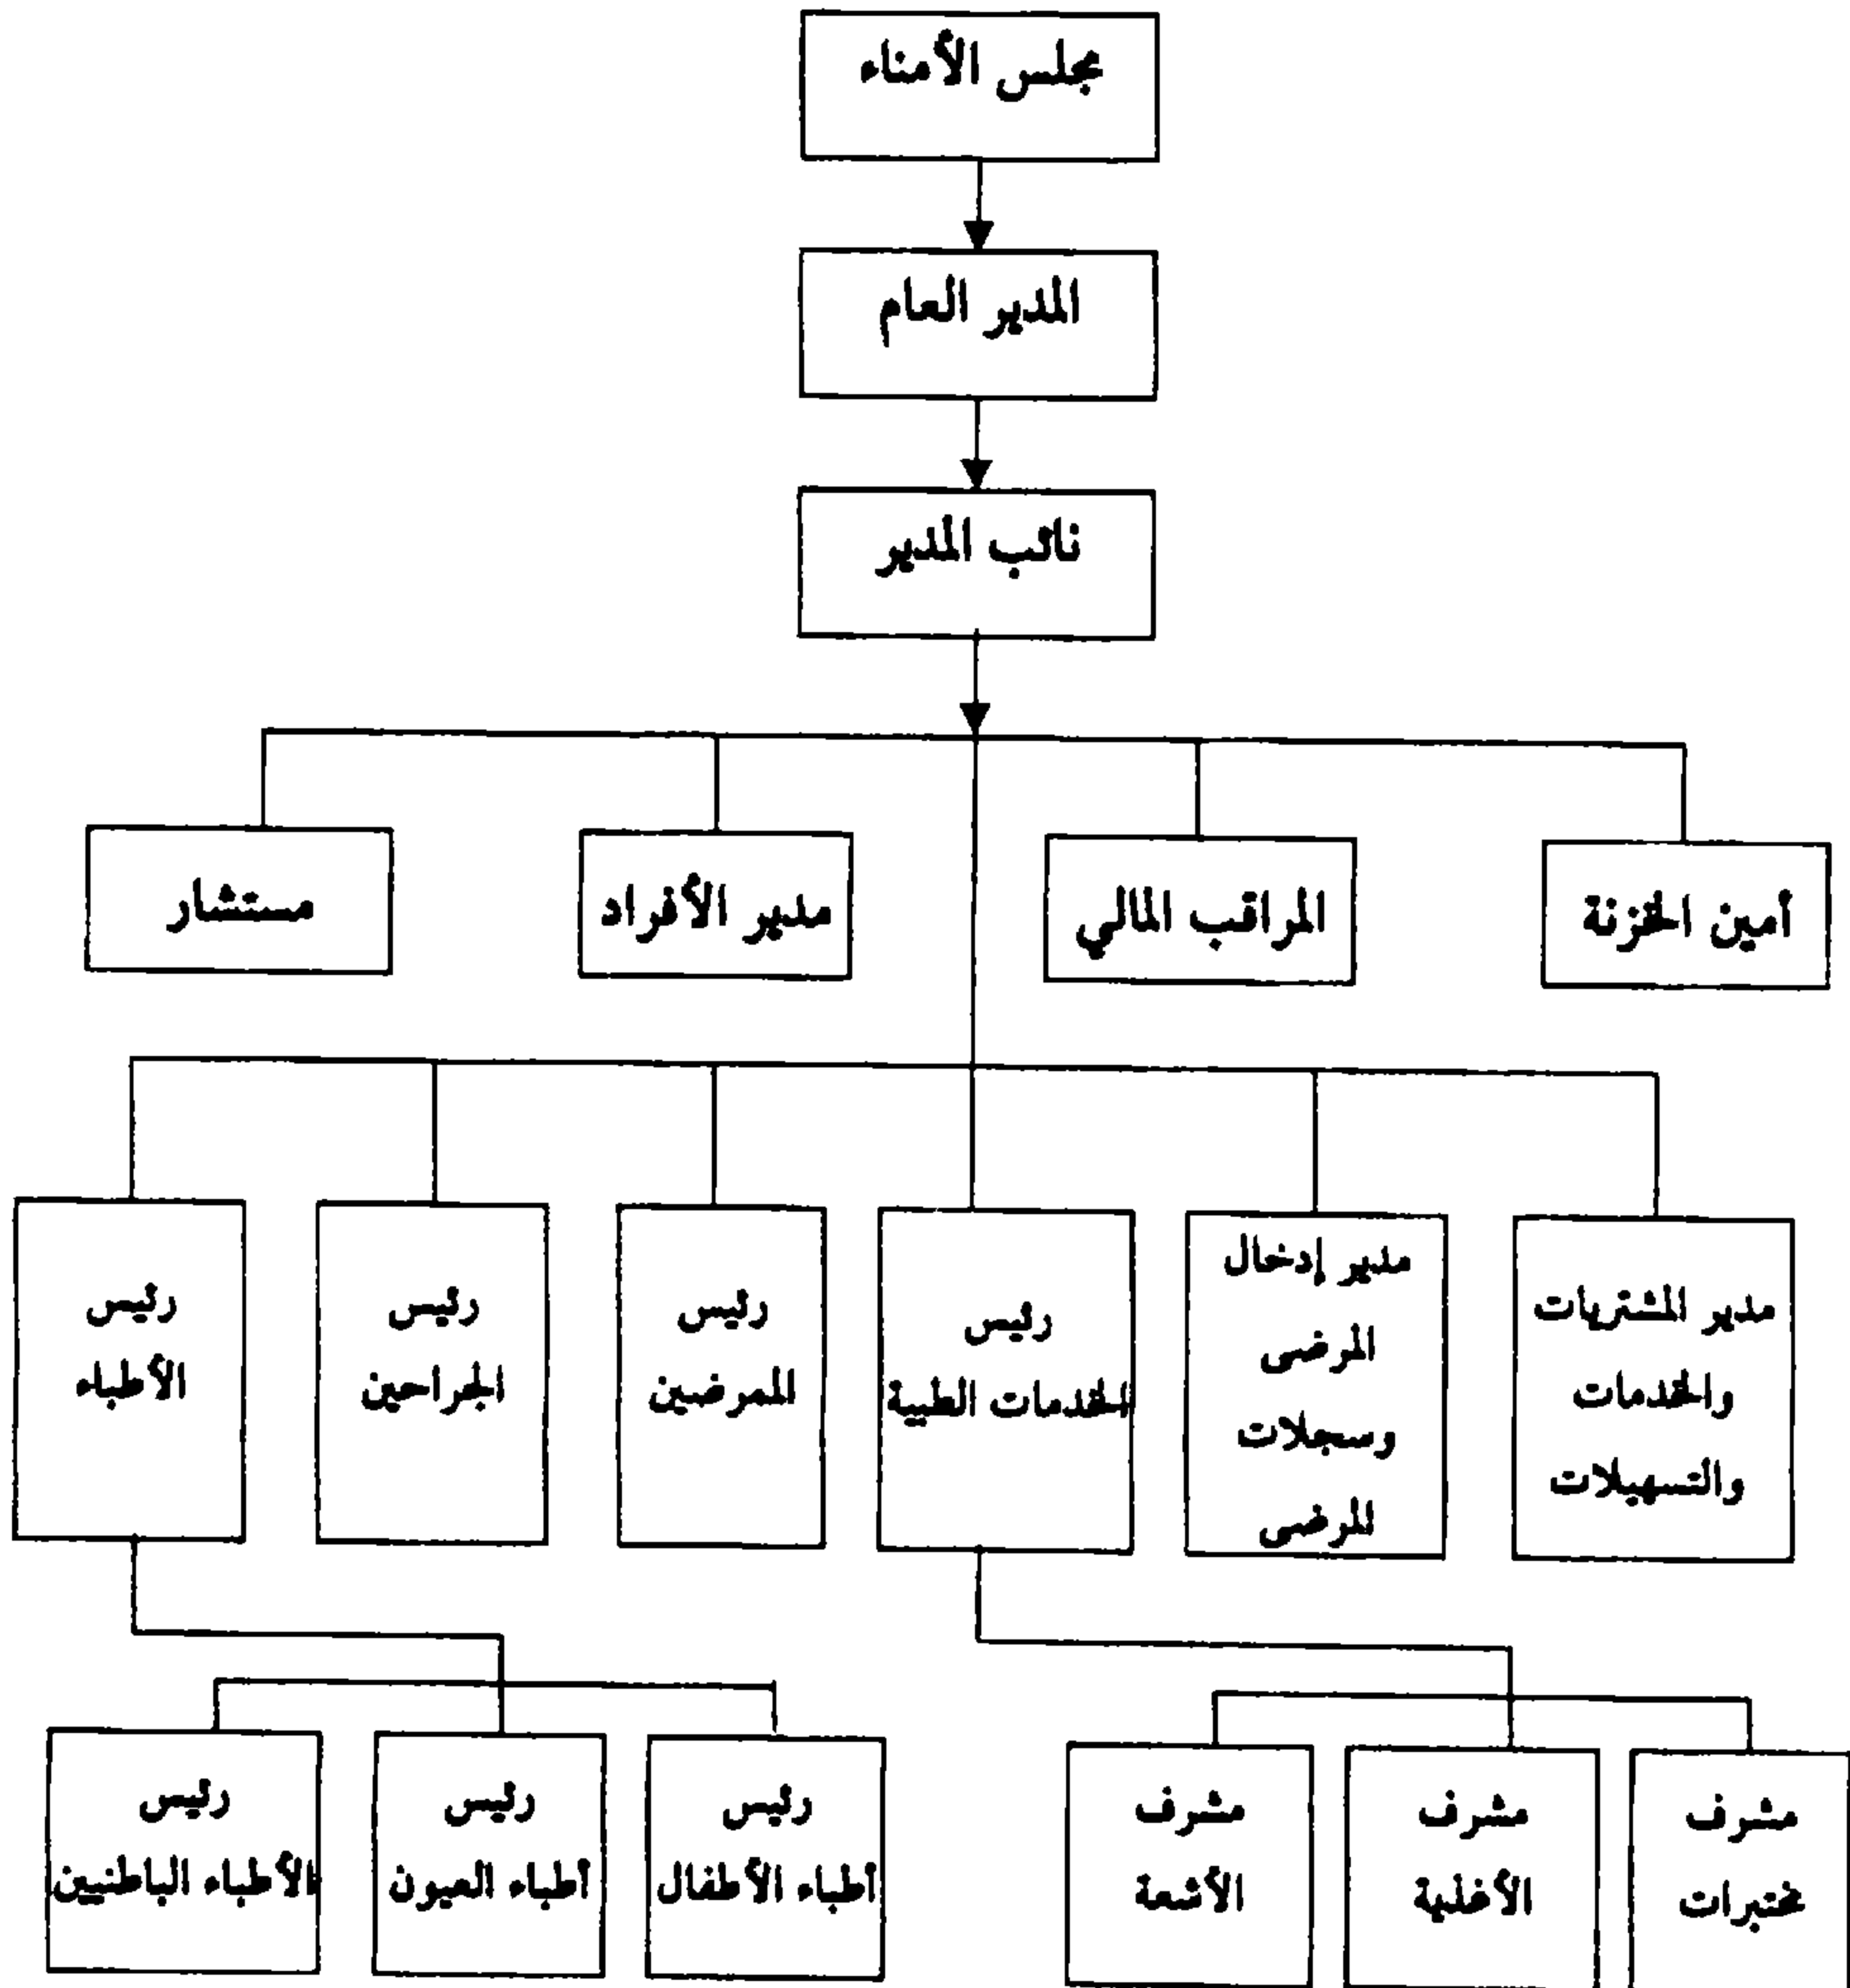 مجلس الأمناء
المدير العام
نائب المدير
أمين الخزنة
المراقب المالي
مدير الأفراد
مستشار
مدير المشتريات
والخدمات
والتسهيلات
مدير إدخال
المرضى
وسجلات
المرضى
رئيس
الخدمات الطبية
رئيس
الممرضين
رئيس
الجراحين
رئيس
الأطباء
مشرف
مختبرات
مشرف
الأغذية
مشرف
الأشعة
رئيس
أطباء الأطفال
رئيس
أطباء العيون
رئيس
الأطباء الباطنيين